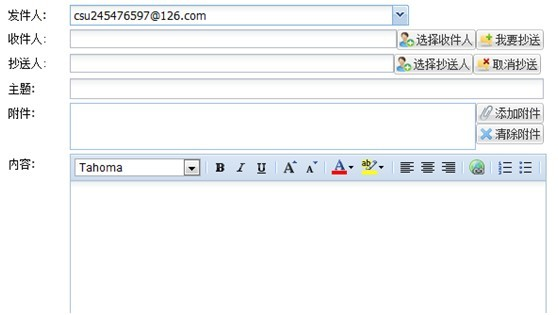 发件人: csu245476597@126.com
收件人: 选择收件人 我要抄送
抄送人: 选择抄送人 取消抄送
主题:
附件: 添加附件
清除附件
内容: Tahoma B I U A A A ab